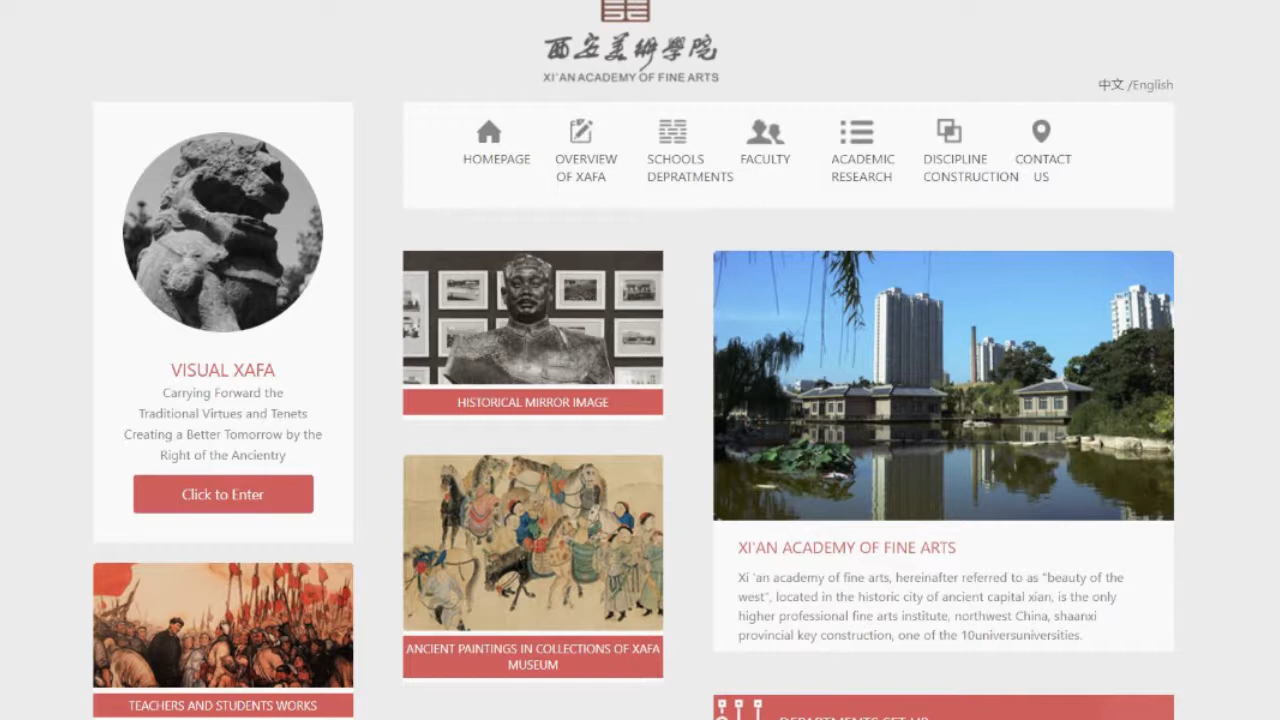 西安美術學院
XI'AN ACADEMY OF FINE ARTS
中文 /English
HOMEPAGE
OVERVIEW
OF XAFA
SCHOOLS
DEPRATMENTS
FACULTY
ACADEMIC
RESEARCH
DISCIPLINE
CONSTRUCTION
CONTACT
US
VISUAL XAFA
Carrying Forward the
Traditional Virtues and Tenets
Creating a Better Tomorrow by the
Right of the Ancientry
Click to Enter
TEACHERS AND STUDENTS WORKS
HISTORICAL MIRROR IMAGE
ANCIENT PAINTINGS IN COLLECTIONS OF XAFA
MUSEUM
XI'AN ACADEMY OF FINE ARTS
Xi 'an academy of fine arts, hereinafter referred to as "beauty of the
west", located in the historic city of ancient capital xian, is the only
higher professional fine arts institute, northwest China, shaanxi
provincial key construction, one of the 10universuniversities.
DEPARTMENTS SET-UP